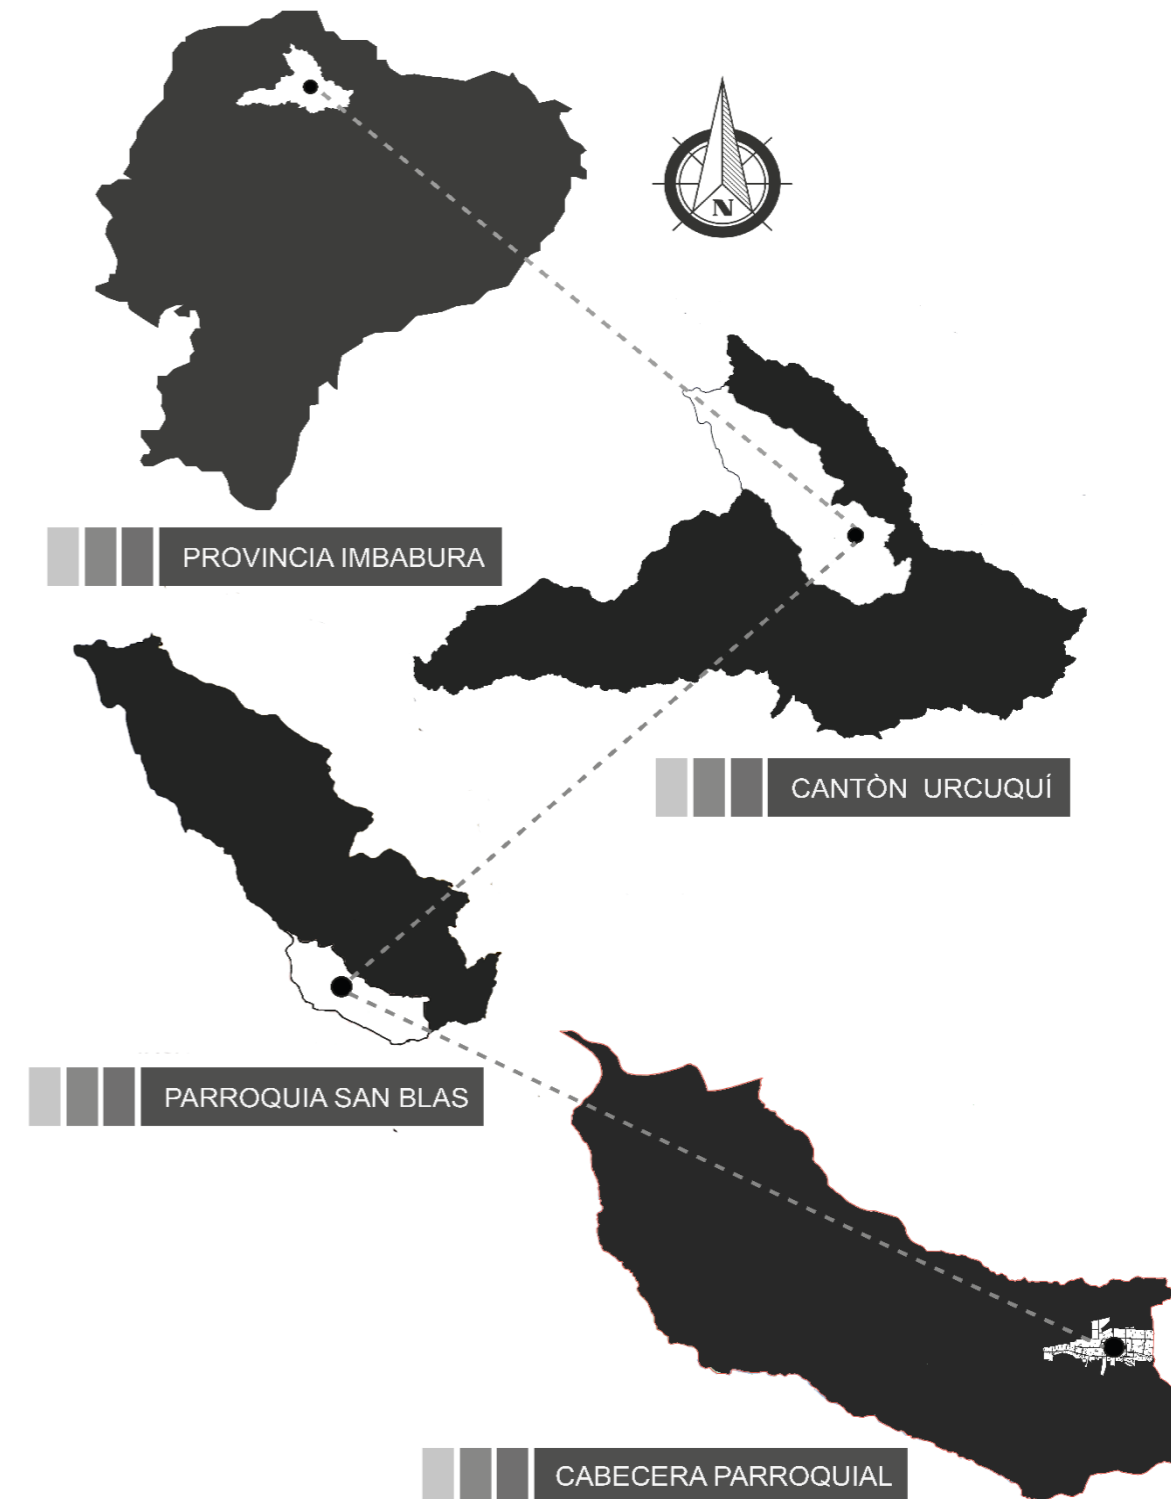 N
PROVINCIA IMBABURA
CANTÒN URCUQUÍ
PARROQUIA SAN BLAS
CABECERA PARROQUIAL